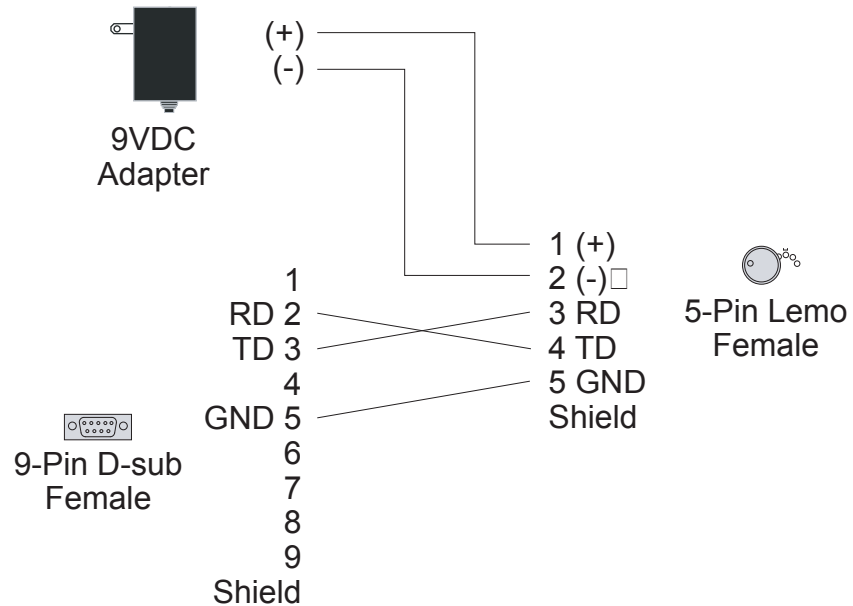 (+)
(-)
9VDC
Adapter
1 (+)
2 (-)□
3 RD
4 TD
5 GND
Shield
5-Pin Lemo
Female
1
RD 2
TD 3
4
GND 5
6
7
8
9
Shield
9-Pin D-sub
Female